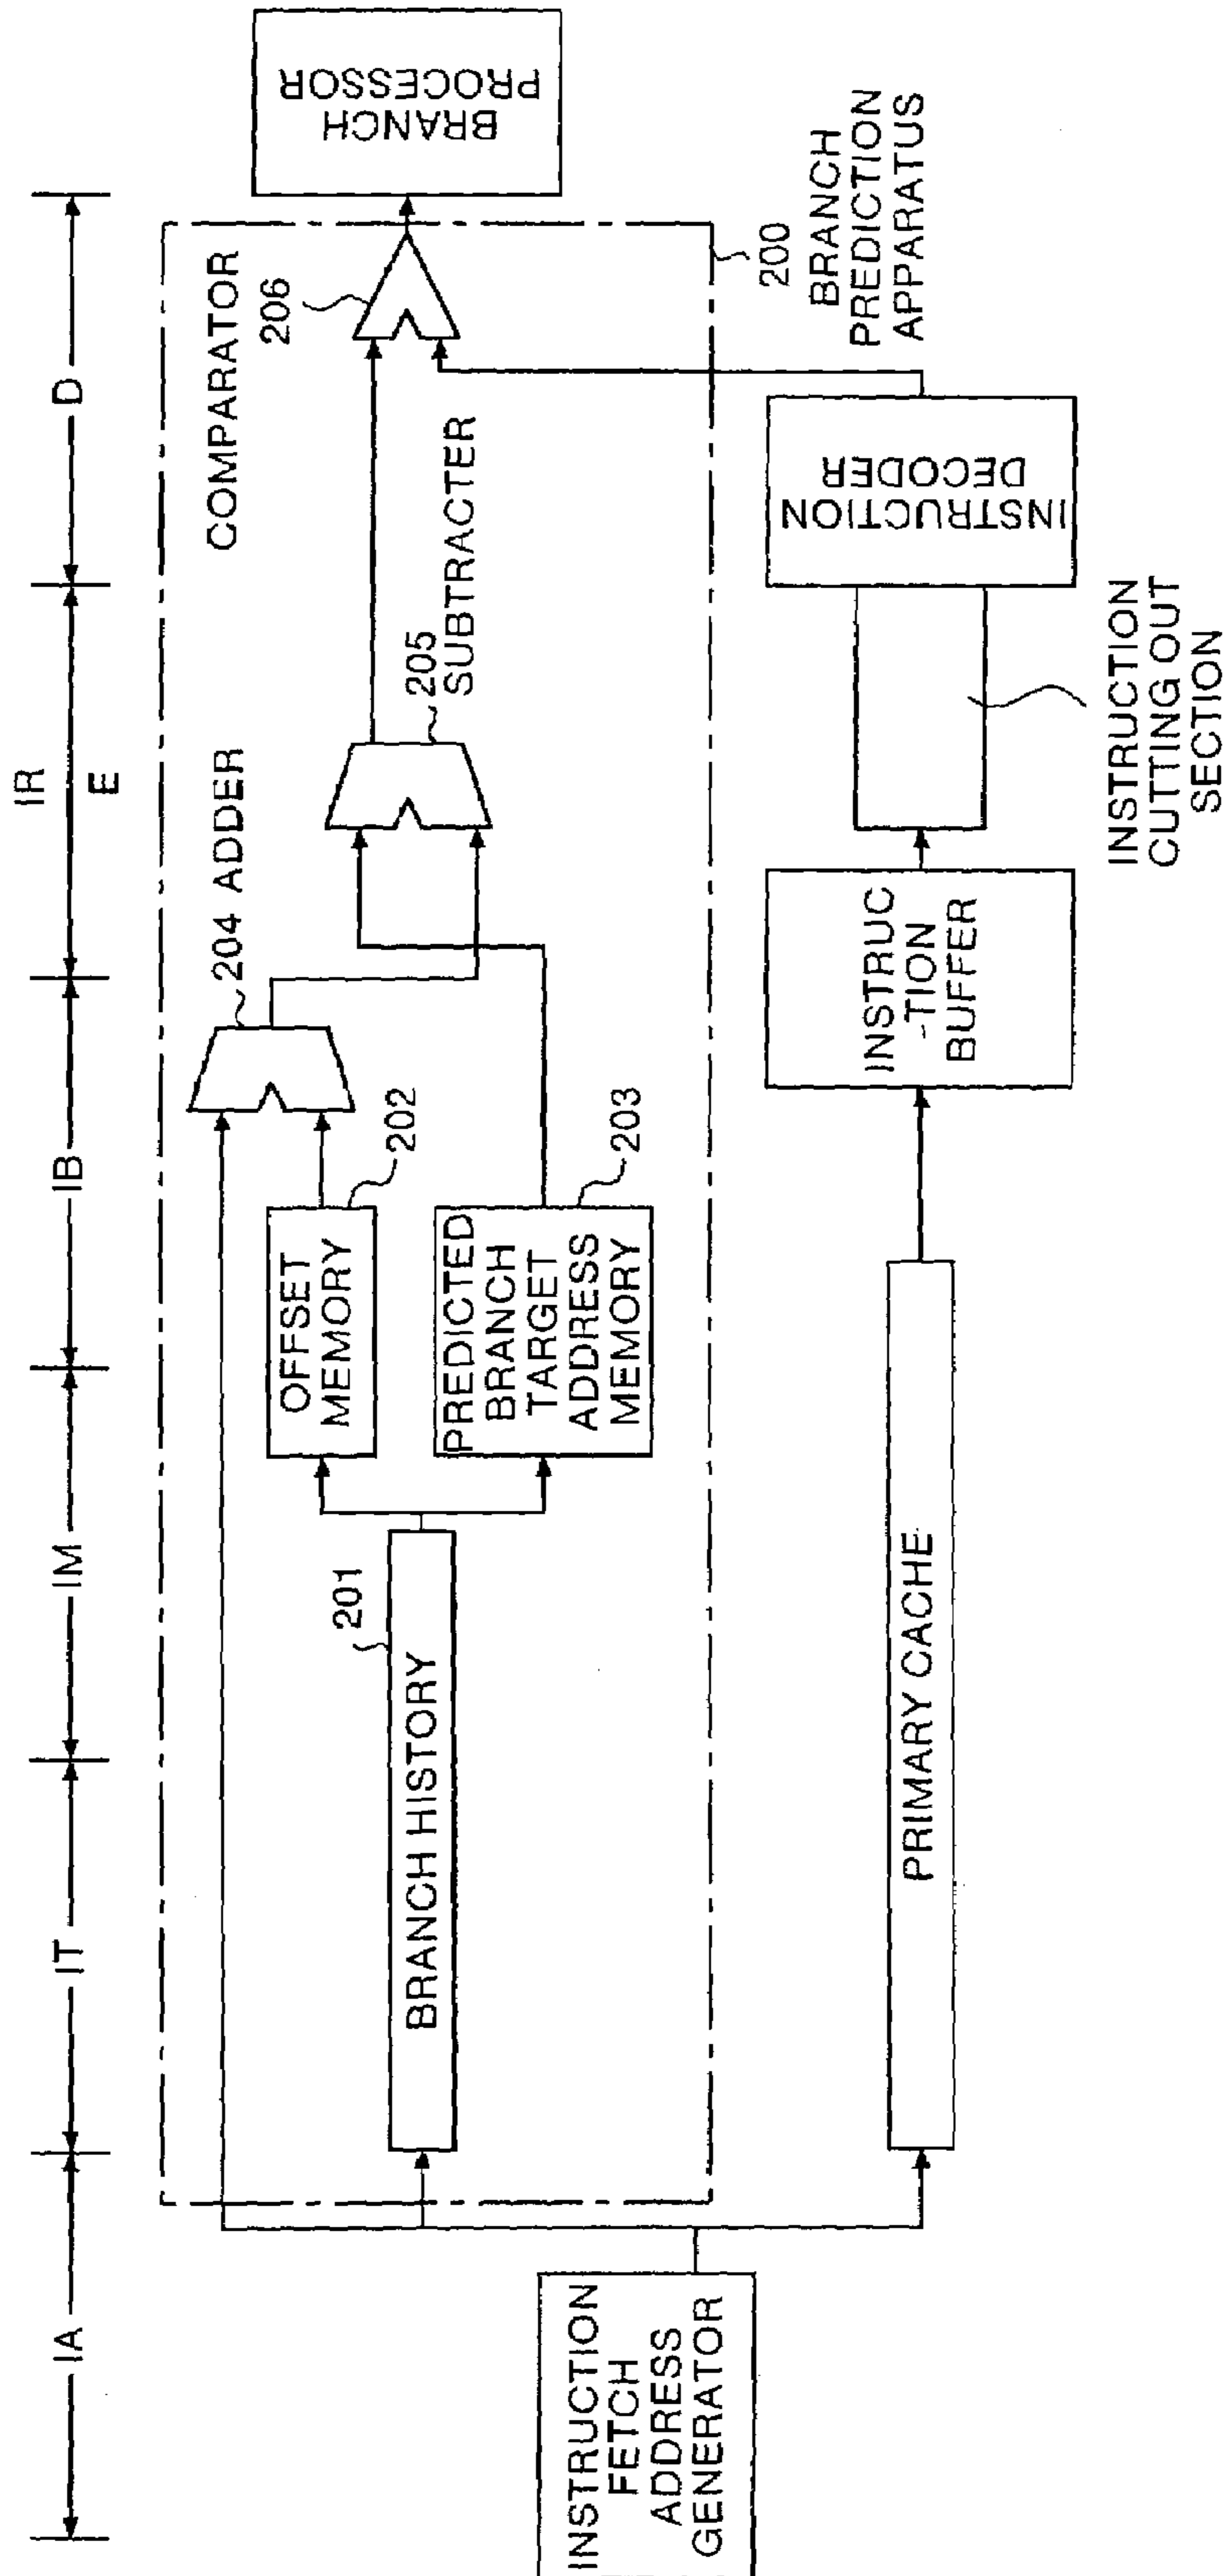 IA
IT
IM
IB
IR
E
D
INSTRUCTION
FETCH
ADDRESS
GENERATOR
BRANCH HISTORY
201
OFFSET
MEMORY
202
PREDICTED
BRANCH
TARGET
ADDRESS
MEMORY
203
204 ADDER
205
SUBTRACTER
COMPARATOR
206
BRANCH
PROCESSOR
200
BRANCH
PREDICTION
APPARATUS
PRIMARY CACHE
INSTRUC
-TION
BUFFER
INSTRUCTION
CUTTING OUT
SECTION
INSTRUCTION
DECODER